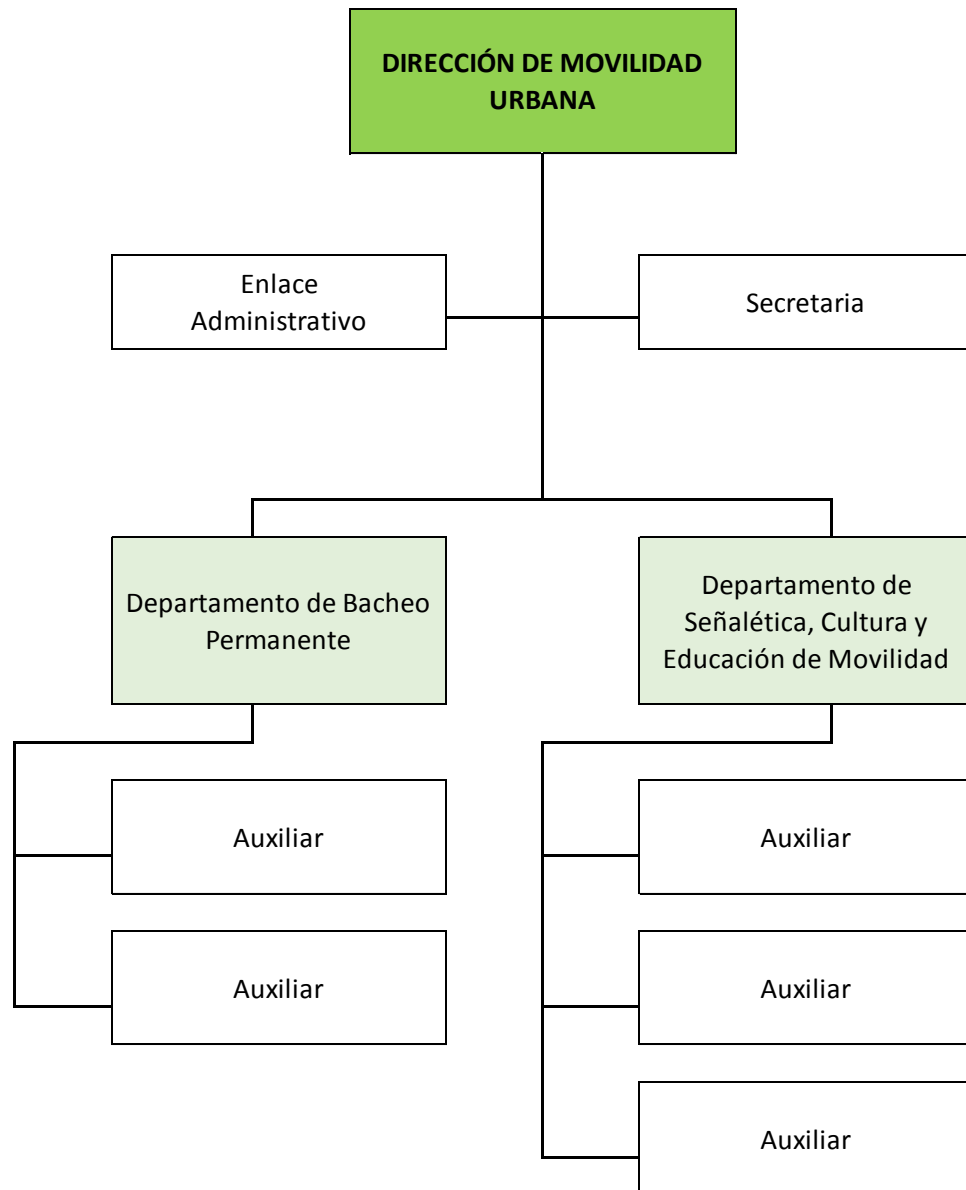 DIRECCIÓN DE MOVILIDAD
URBANA
Enlace
Administrativo
Secretaria
Departamento de Bacheo
Permanente
Departamento de
Señalética, Cultura y
Educación de Movilidad
Auxiliar
Auxiliar
Auxiliar
Auxiliar
Auxiliar